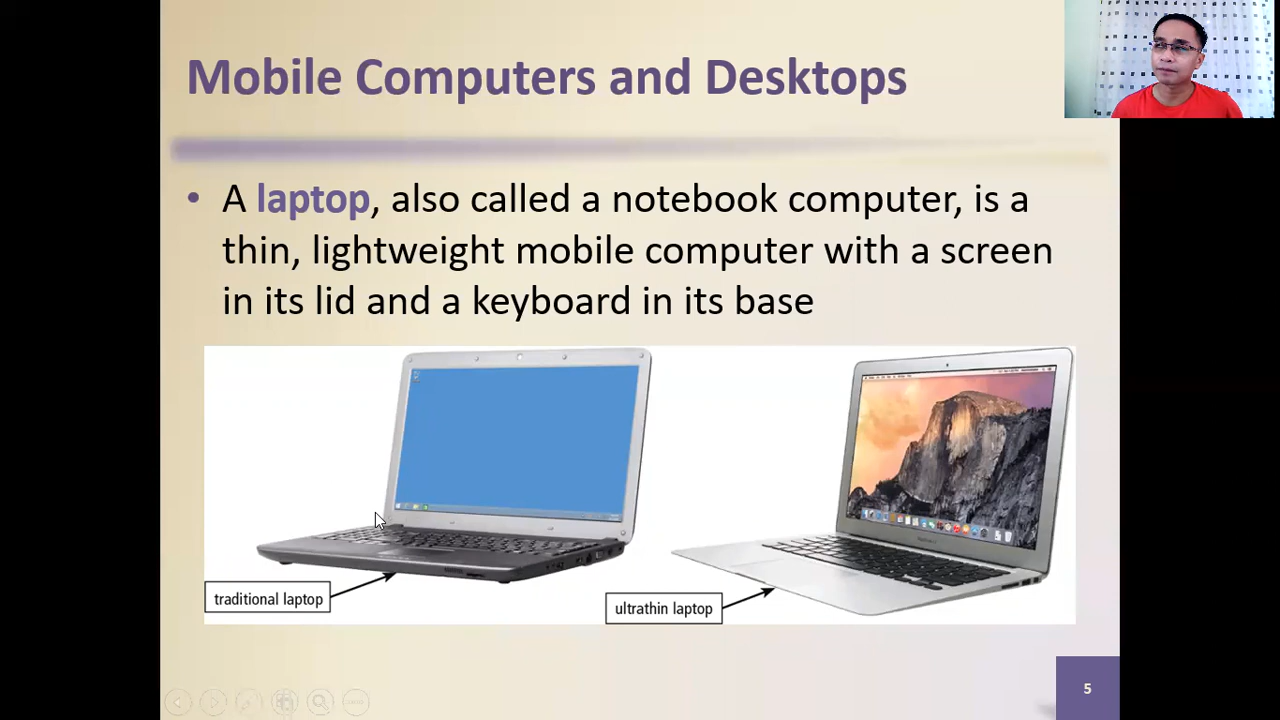 Mobile Computers and Desktops
• A laptop, also called a notebook computer, is a
thin, lightweight mobile computer with a screen
in its lid and a keyboard in its base
traditional laptop
ultrathin laptop
5